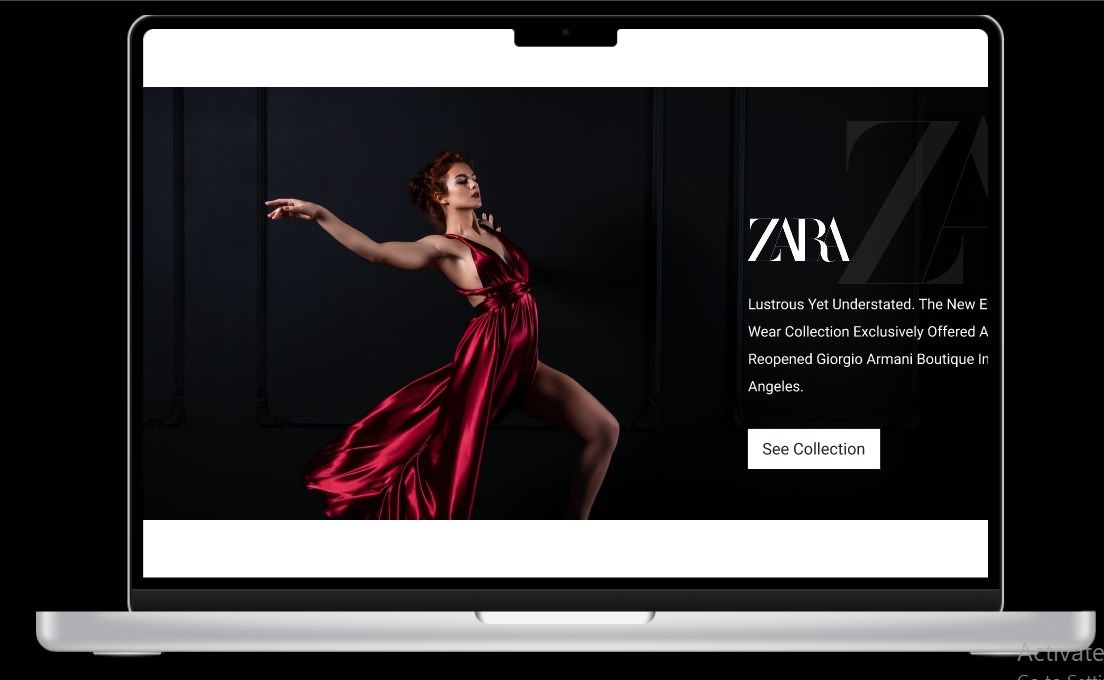 ZA
ZARA
Lustrous Yet Understated. The New E
Wear Collection Exclusively Offered A
Reopened Giorgio Armani Boutique In
Angeles.
See Collection
Activate
Go to Setti